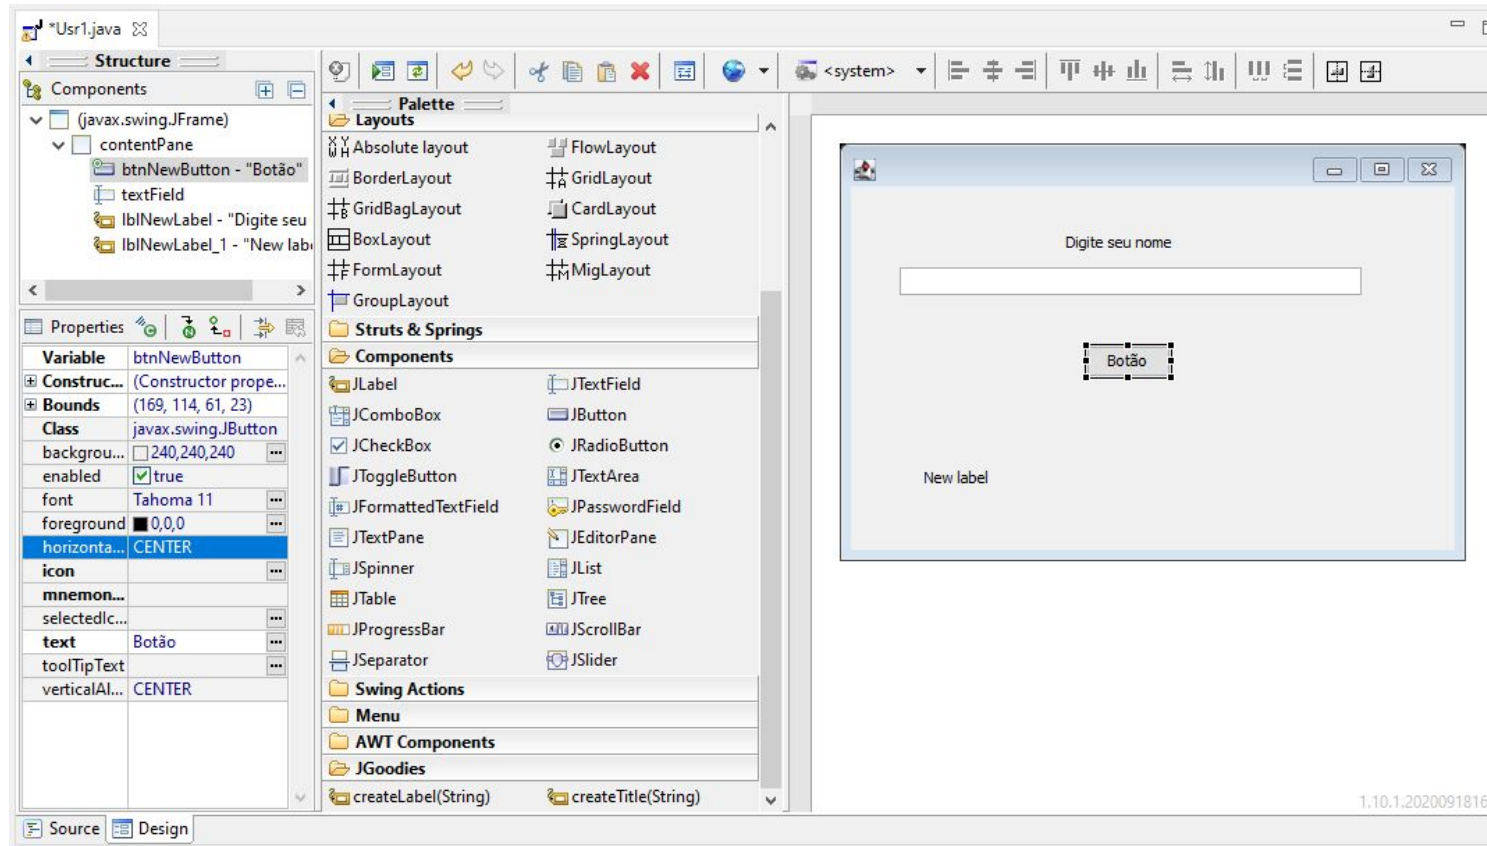 *Usr1.java
Structure
Components
(javax.swing.JFrame)
contentPane
btnNewButton - "Botão"
textField
lblNewLabel - "Digite seu
lblNewLabel_1 - "New lab
Properties
Variable btnNewButton
Construc... (Constructor prope...
Bounds (169, 114, 61, 23)
Class javax.swing.JButton
backgrou... 240,240,240 ...
enabled true
font Tahoma 11 ...
foreground 0,0,0 ...
horizonta... CENTER
icon ...
mnemon...
selectedIc... ...
text Botão ...
toolTipText ...
verticalAl... CENTER
Source Design
<system>
Palette
Layouts
Absolute layout FlowLayout
BorderLayout GridLayout
GridBagLayout CardLayout
BoxLayout SpringLayout
FormLayout MigLayout
GroupLayout
Struts & Springs
Components
JLabel JTextField
JComboBox JButton
JCheckBox JRadioButton
JToggleButton JTextArea
JFormattedTextField JPasswordField
JTextPane JEditorPane
JSpinner JList
JTable JTree
JProgressBar JScrollBar
JSeparator JSlider
Swing Actions
Menu
AWT Components
JGoodies
createLabel(String) createTitle(String)
Digite seu nome
Botão
New label
1.10.1.2020091816